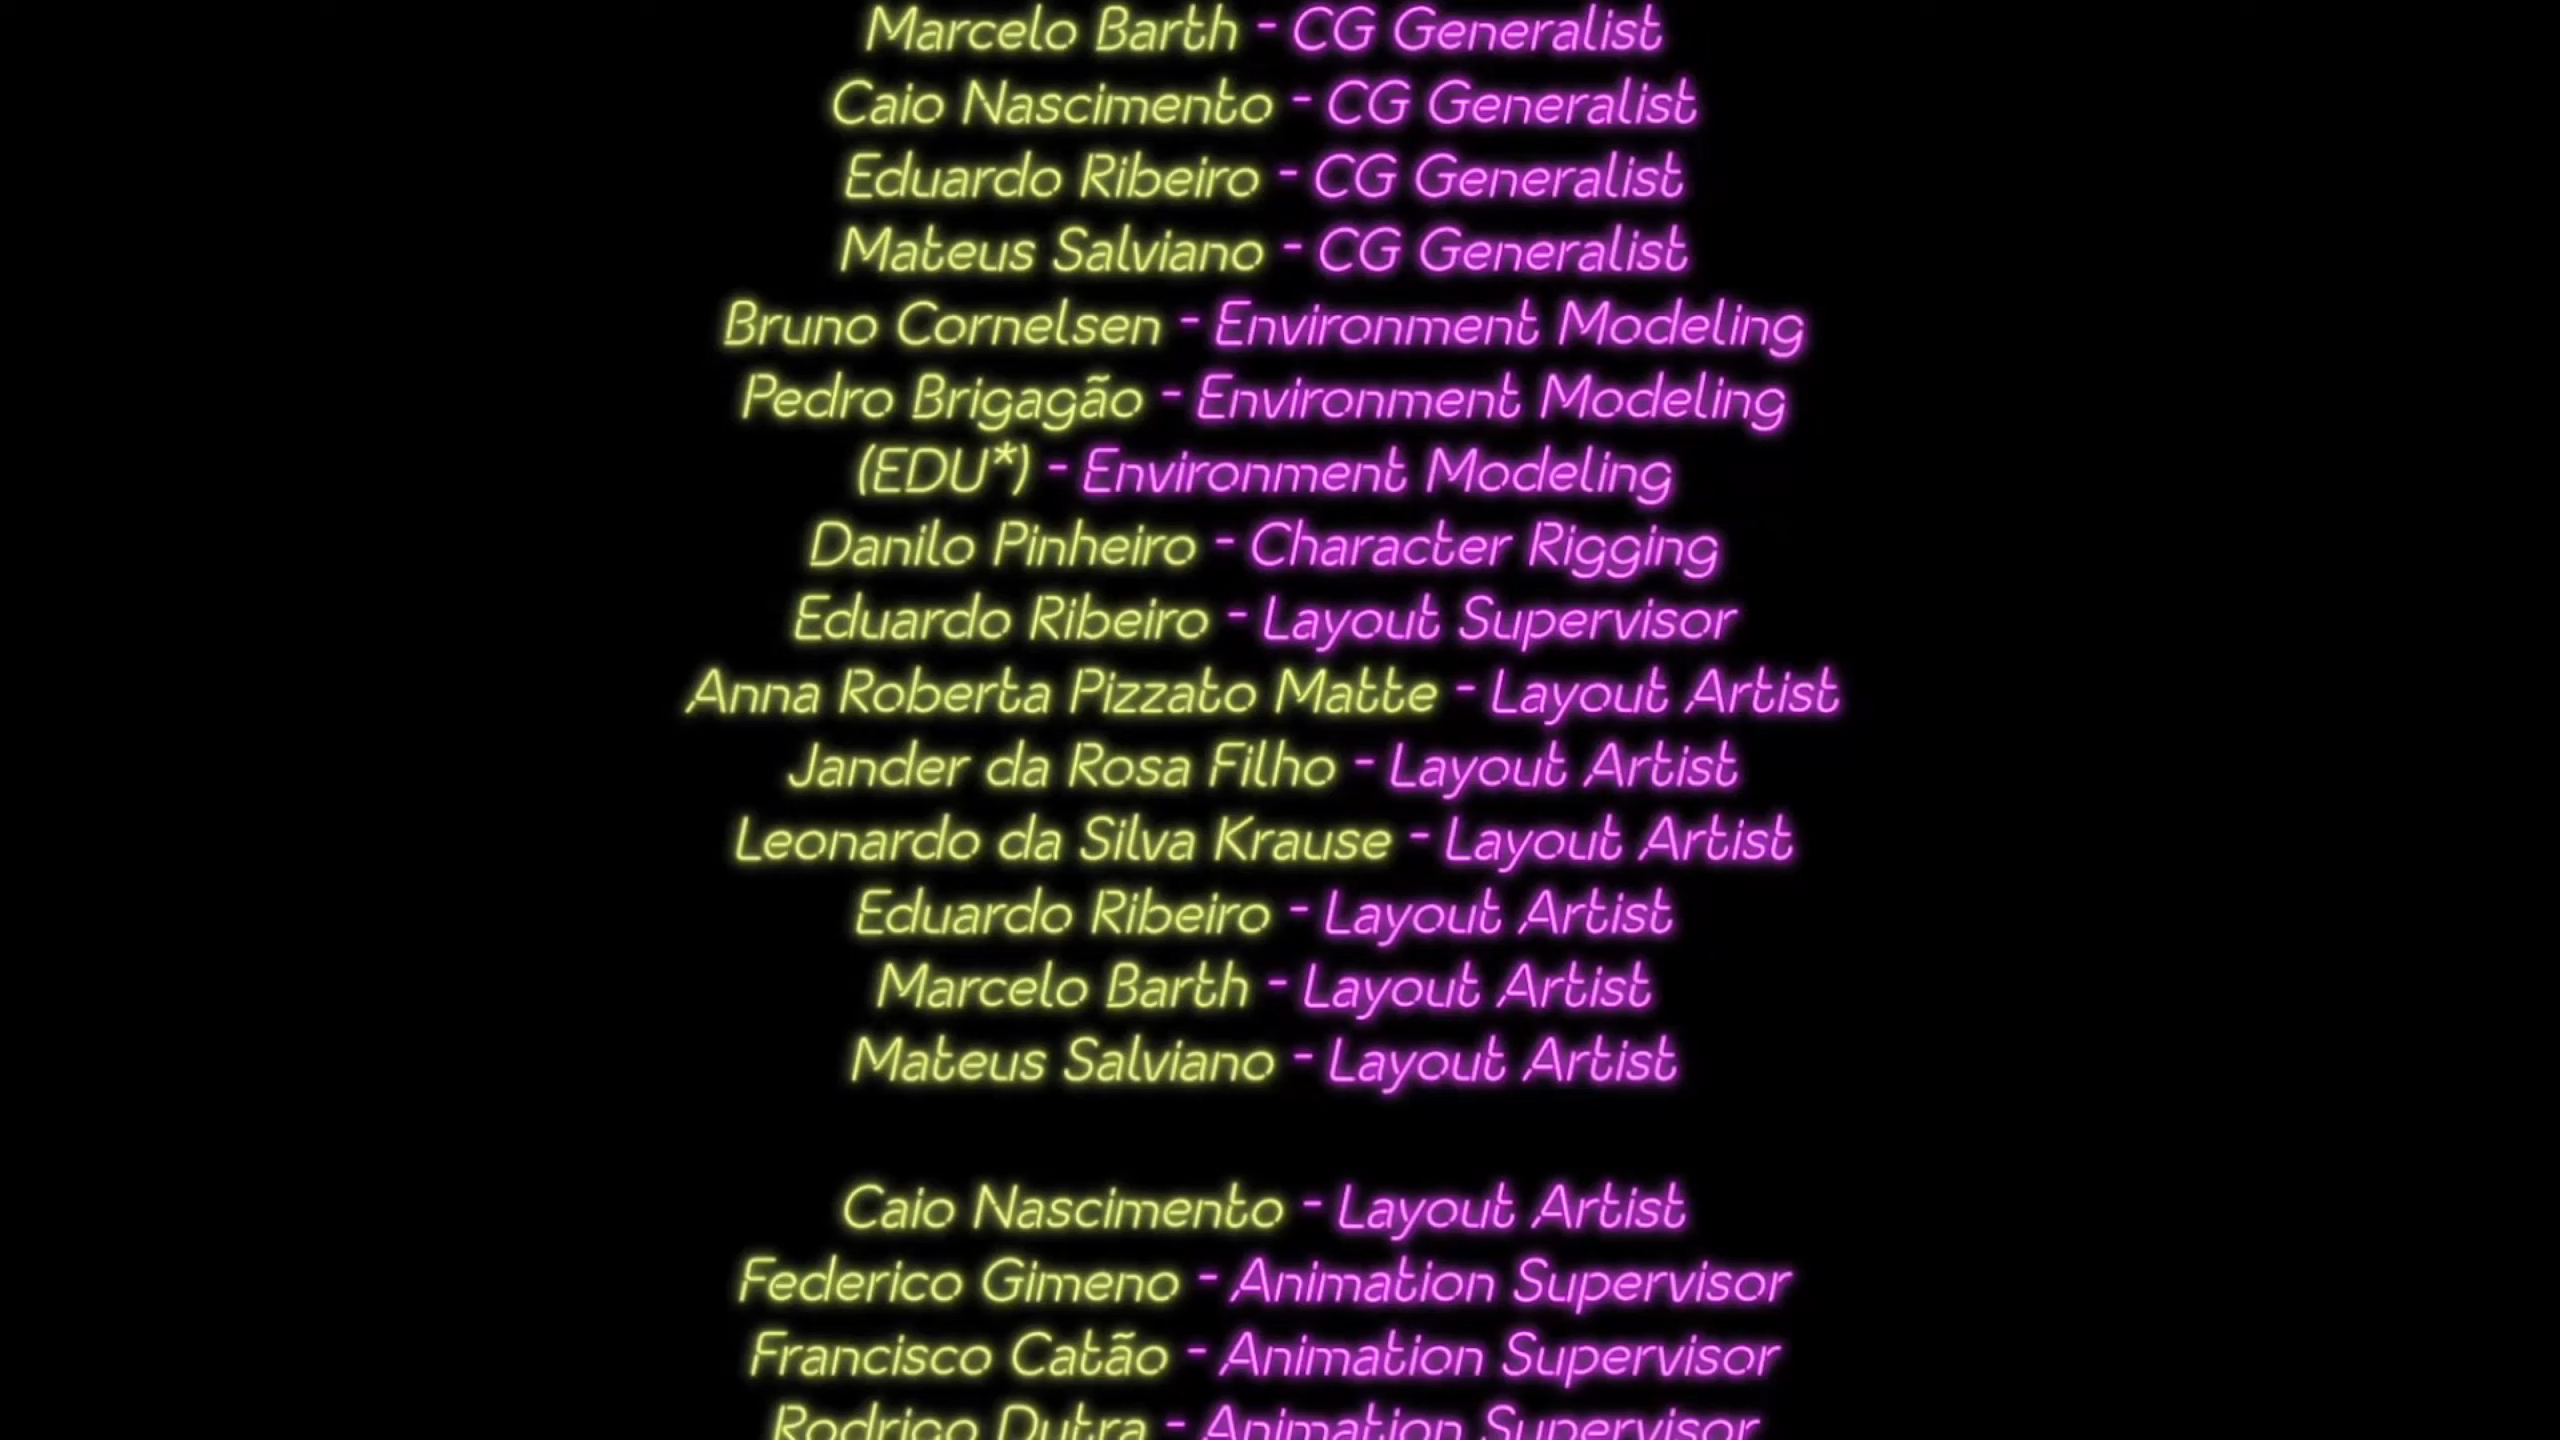 Marcelo Barth - CG Generalist
Caio Nascimento - CG Generalist
Eduardo Ribeiro - CG Generalist
Mateus Salviano - CG Generalist
Bruno Cornelsen - Environment Modeling
Pedro Brigagão - Environment Modeling
(EDU*) - Environment Modeling
Danilo Pinheiro - Character Rigging
Eduardo Ribeiro - Layout Supervisor
Anna Roberta Pizzato Matte - Layout Artist
Jander da Rosa Filho - Layout Artist
Leonardo da Silva Krause - Layout Artist
Eduardo Ribeiro - Layout Artist
Marcelo Barth - Layout Artist
Mateus Salviano - Layout Artist
Caio Nascimento - Layout Artist
Federico Gimeno - Animation Supervisor
Francisco Catão - Animation Supervisor
Rodrigo Dutra - Animation Supervisor